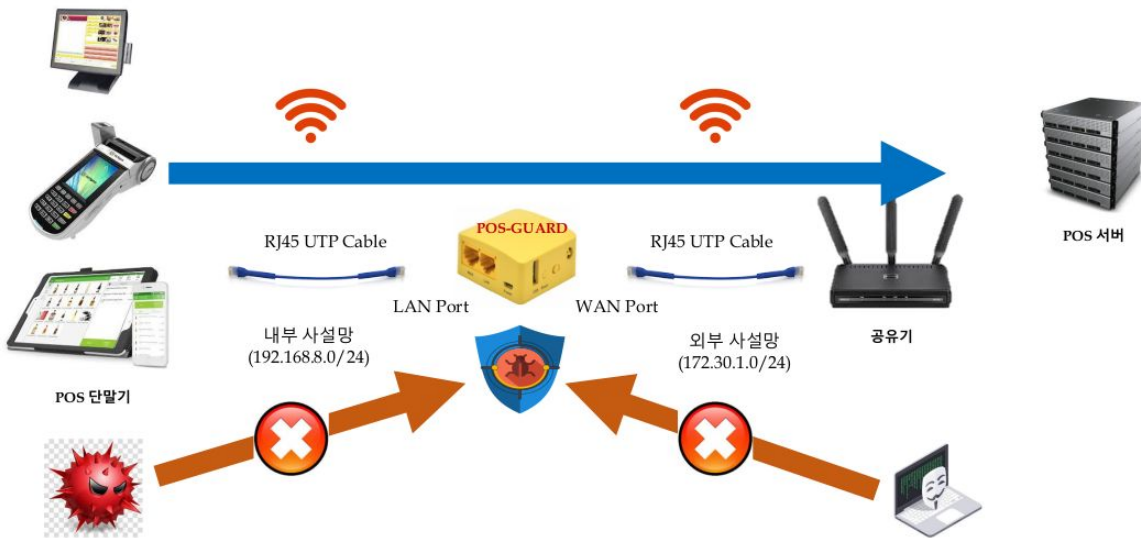 POS-GUARD
RJ45 UTP Cable
RJ45 UTP Cable
POS 서버
LAN Port
WAN Port
내부 사설망
(192.168.8.0/24)
외부 사설망
(172.30.1.0/24)
공유기
POS 단말기